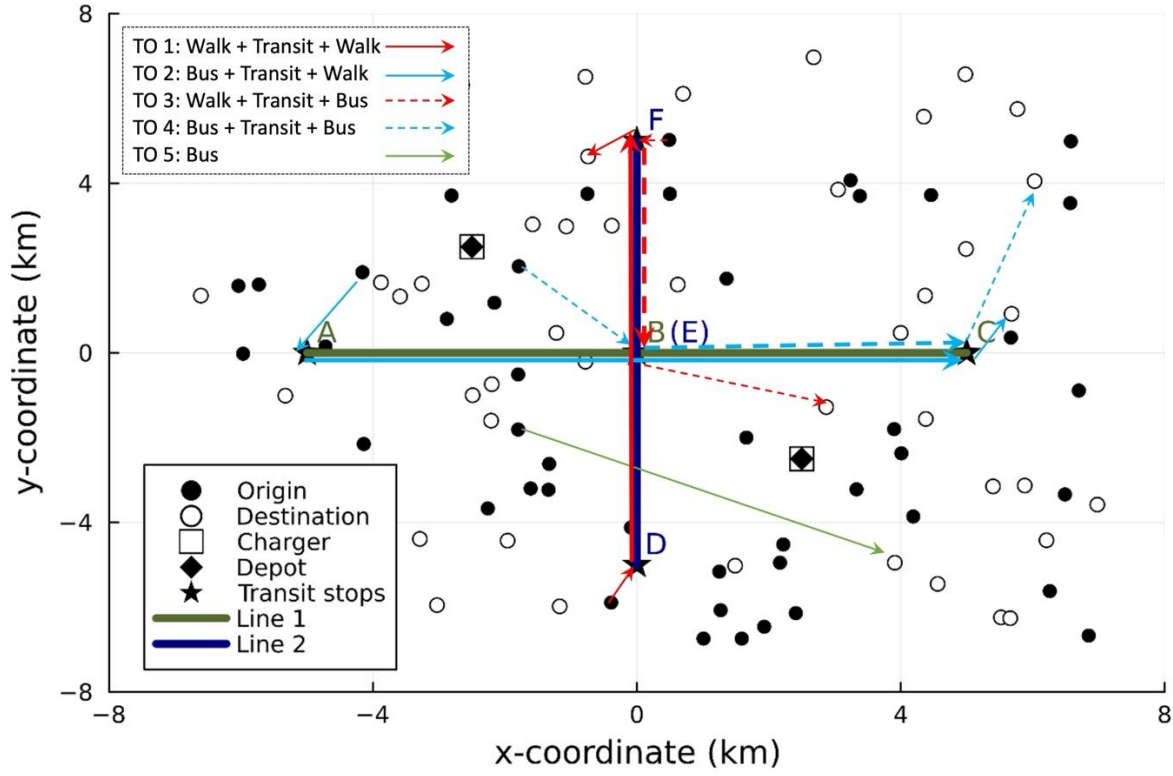 8
TO 1: Walk + Transit + Walk
TO 2: Bus + Transit + Walk
TO 3: Walk + Transit + Bus
TO 4: Bus + Transit + Bus
TO 5: Bus
F
4
A
B (E)
C
0
y-coordinate (km)
Origin
Destination
Charger
Depot
Transit stops
Line 1
Line 2
D
−4
−8
−8
−4
0
4
8
x-coordinate (km)